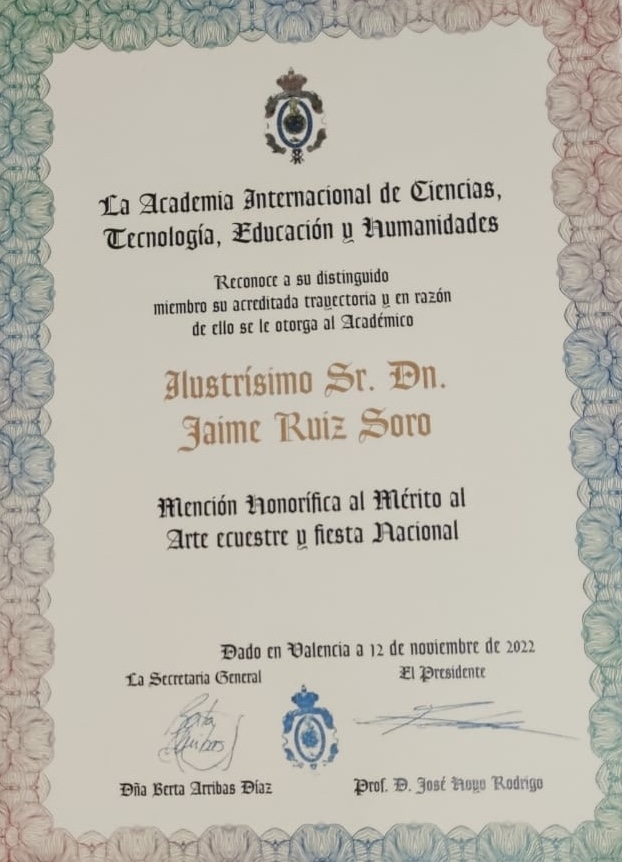 La Academia Internacional de Ciencias,
Tecnología, Educación y Humanidades
Reconoce a su distinguido
miembro su acreditada trayectoria y en razón
de ello se le otorga al Académico
Ilustrísimo Sr. Dn.
Jaime Ruiz Soro
Mención Honorífica al Mérito al
Arte ecuestre y fiesta Nacional
Dado en Valencia a 12 de noviembre de 2022
La Secretaria General
El Presidente
Berta
Arribas
Dña Berta Arribas Díaz
Prof. D. José Hoyo Rodrigo